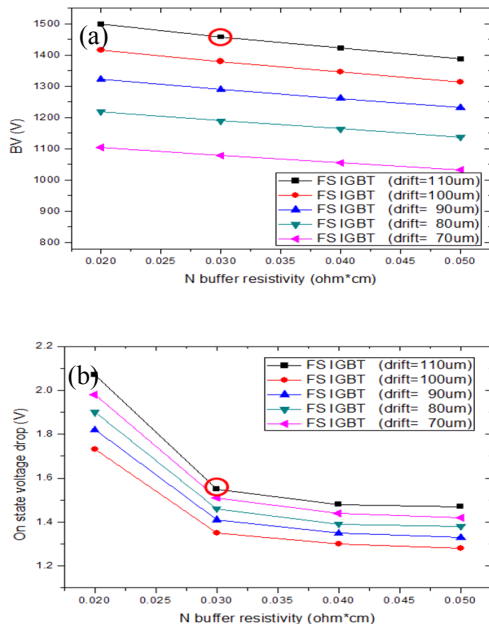 (a)
BV (V)
1500
1400
1300
1200
1100
1000
900
800
FS IGBT (drift=110um)
FS IGBT (drift=100um)
FS IGBT (drift= 90um)
FS IGBT (drift= 80um)
FS IGBT (drift= 70um)
0.020 0.025 0.030 0.035 0.040 0.045 0.050
N buffer resistivity (ohm*cm)
(b)
On state voltage drop (V)
2.2
2.0
1.8
1.6
1.4
1.2
FS IGBT (drift=110um)
FS IGBT (drift=100um)
FS IGBT (drift= 90um)
FS IGBT (drift= 80um)
FS IGBT (drift= 70um)
0.020 0.025 0.030 0.035 0.040 0.045 0.050
N buffer resistivity (ohm*cm)